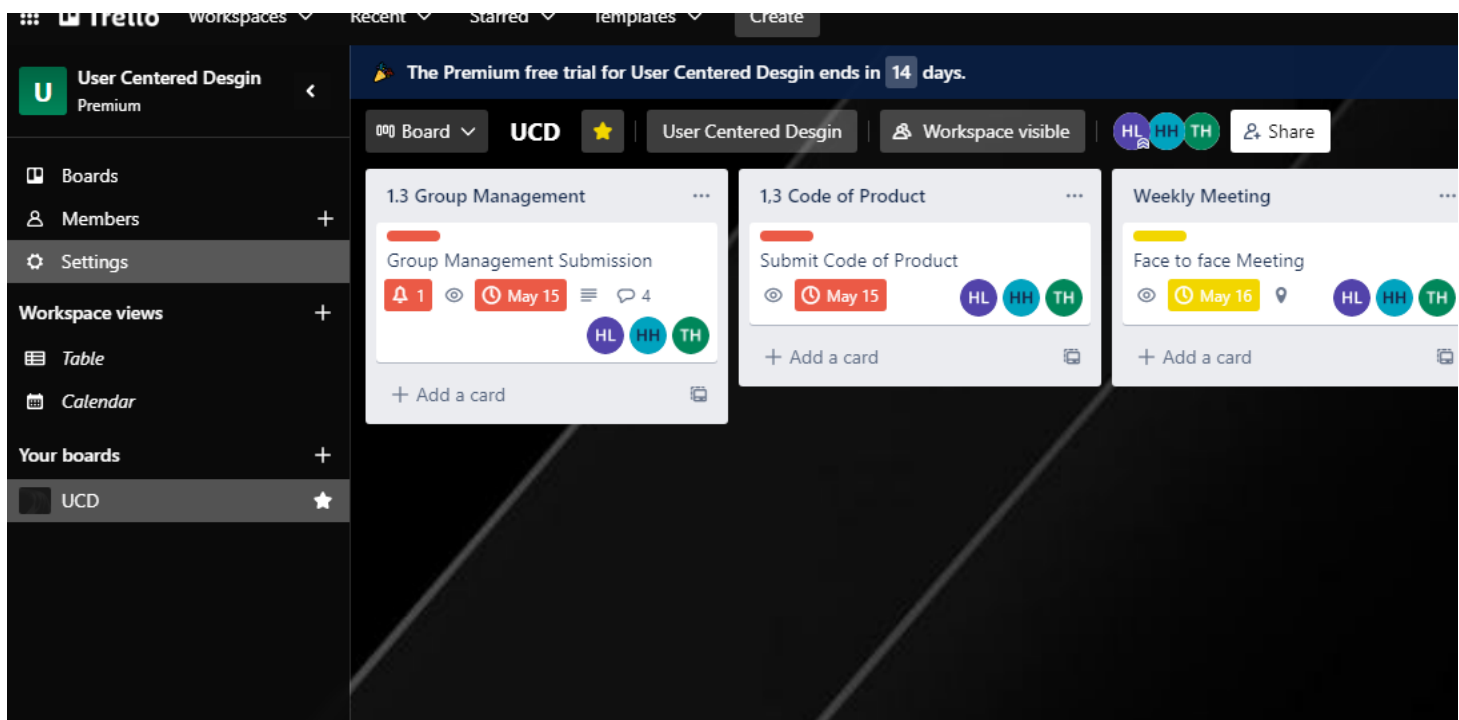 Trello Workspaces Recent Starred Templates Create
U User Centered Desgin
Premium
Boards
Members
Settings
Workspace views
Table
Calendar
Your boards
UCD
The Premium free trial for User Centered Desgin ends in 14 days.
Board UCD User Centered Desgin Workspace visible HL HH TH Share
1.3 Group Management
Group Management Submission
1 May 15 4
HL HH TH
+ Add a card
1,3 Code of Product
Submit Code of Product
May 15 HL HH TH
+ Add a card
Weekly Meeting
Face to face Meeting
May 16 HL HH TH
+ Add a card